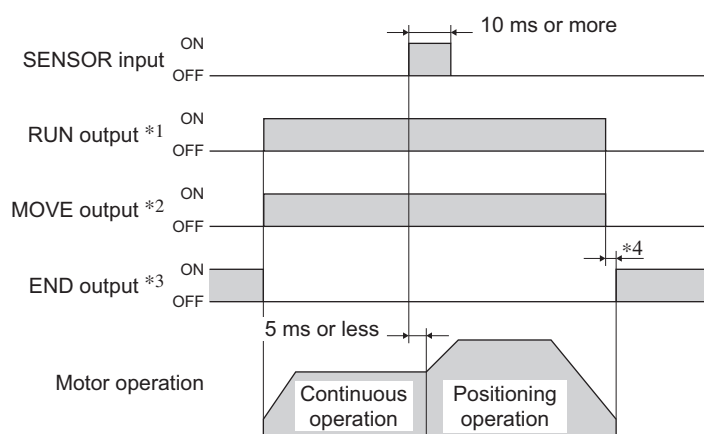 10 ms or more
ON
SENSOR input
OFF
ON
RUN output *1
OFF
ON
MOVE output *2
OFF
*4
ON
END output *3
OFF
5 ms or less
Motor operation
Continuous
operation
Positioning
operation